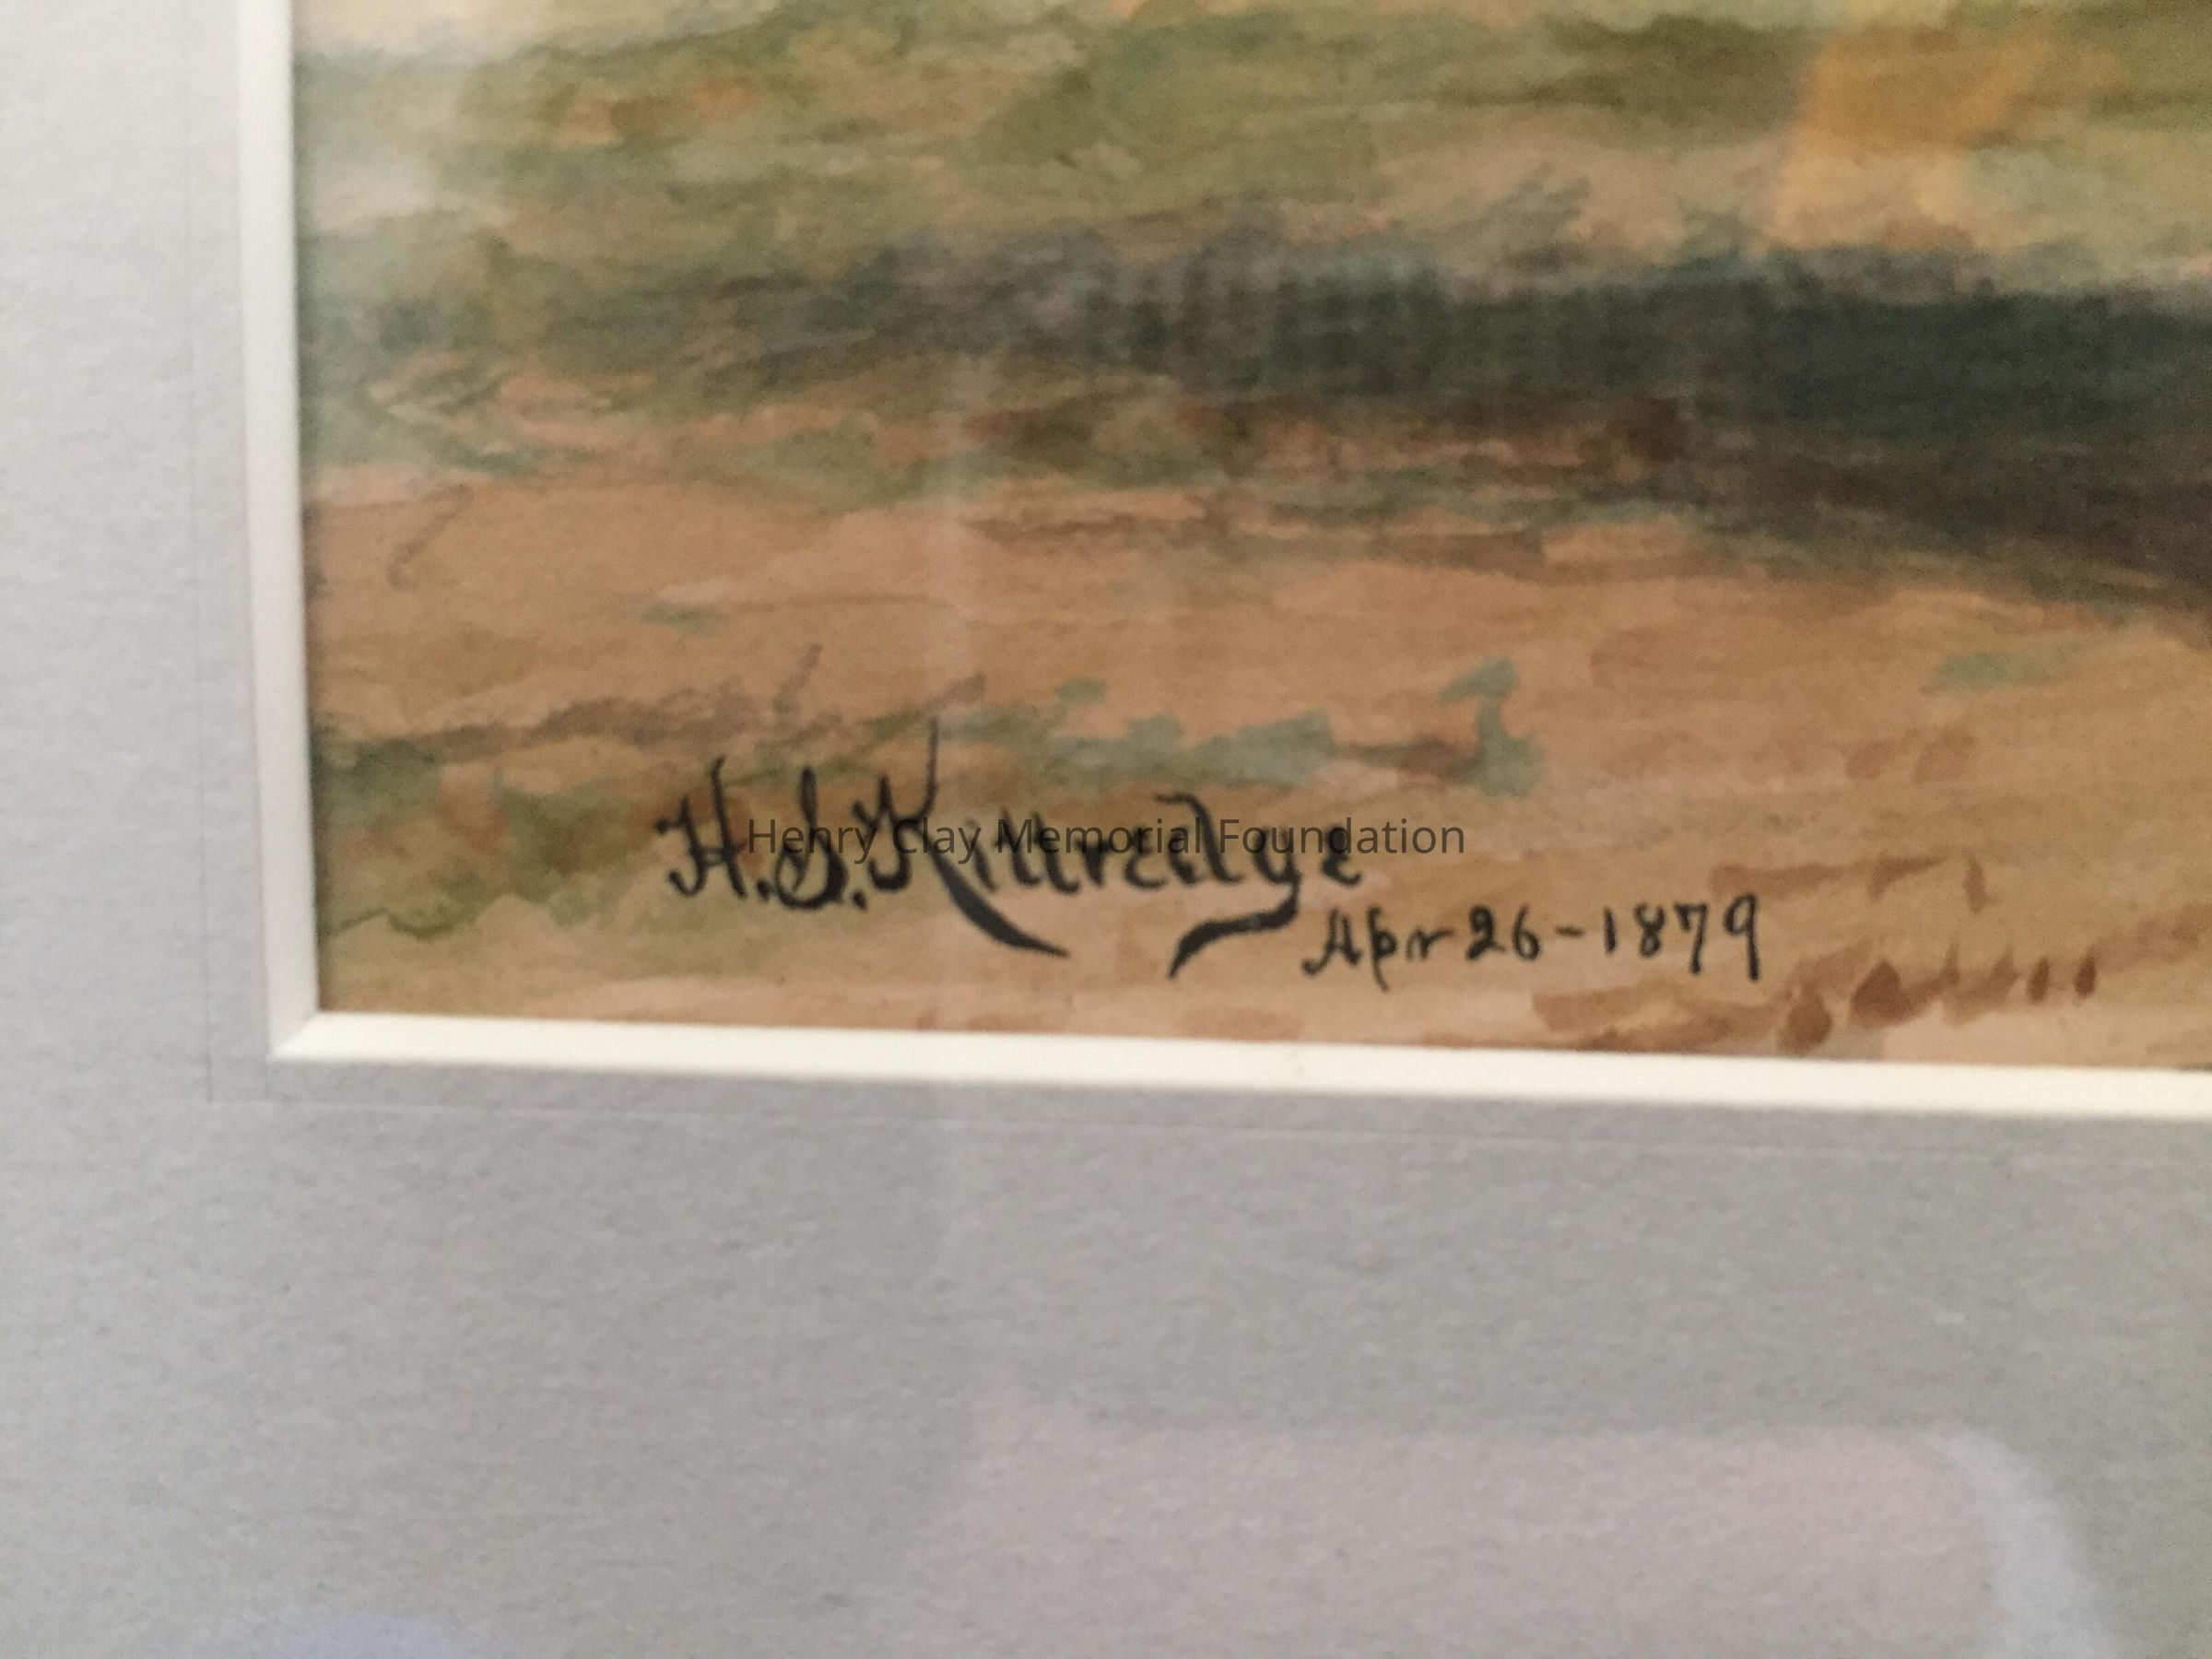 H.S.Kittredge
Henry Clay Memorial Foundation
Apr 26-1879